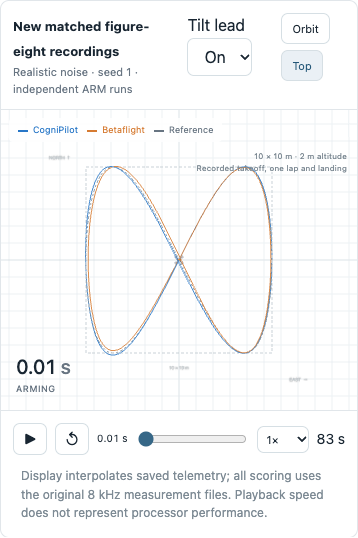 New matched figure-
eight recordings
Realistic noise · seed 1 ·
independent ARM runs
Tilt lead
On
Orbit
Top
CogniPilot
Betaflight
Reference
10 × 10 m · 2 m altitude
Recorded takeoff, one lap and landing
0.01 s
ARMING
0.01 s
1×
83 s
Display interpolates saved telemetry; all scoring uses
the original 8 kHz measurement files. Playback speed
does not represent processor performance.